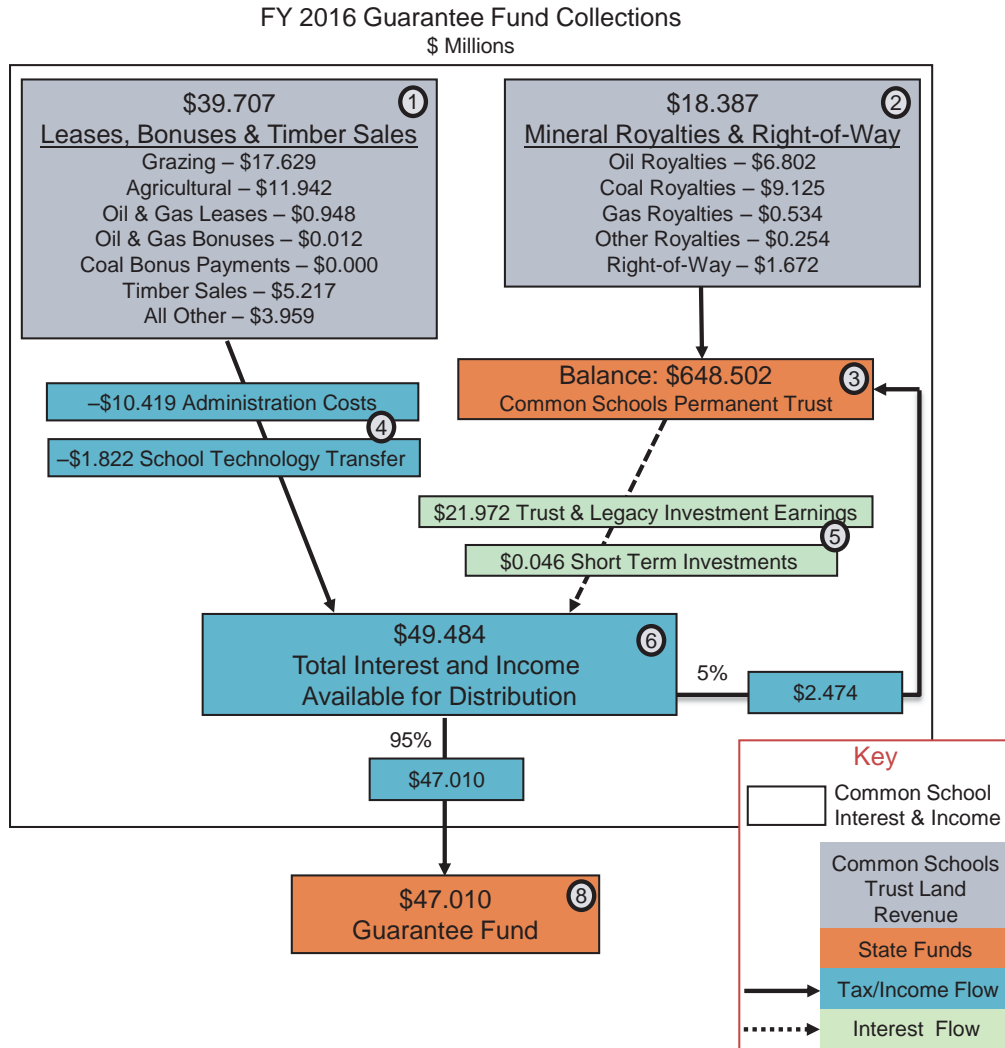 FY 2016 Guarantee Fund Collections
$ Millions
$39.707
1
Leases, Bonuses & Timber Sales
Grazing – $17.629
Agricultural – $11.942
Oil & Gas Leases – $0.948
Oil & Gas Bonuses – $0.012
Coal Bonus Payments – $0.000
Timber Sales – $5.217
All Other – $3.959
$18.387
2
Mineral Royalties & Right-of-Way
Oil Royalties – $6.802
Coal Royalties – $9.125
Gas Royalties – $0.534
Other Royalties – $0.254
Right-of-Way – $1.672
Balance: $648.502
3
Common Schools Permanent Trust
–$10.419 Administration Costs
4
–$1.822 School Technology Transfer
$21.972 Trust & Legacy Investment Earnings
5
$0.046 Short Term Investments
$49.484
6
Total Interest and Income
Available for Distribution
5%
$2.474
95%
$47.010
$47.010
8
Guarantee Fund
Key
Common School
Interest & Income
Common Schools
Trust Land
Revenue
State Funds
Tax/Income Flow
Interest Flow